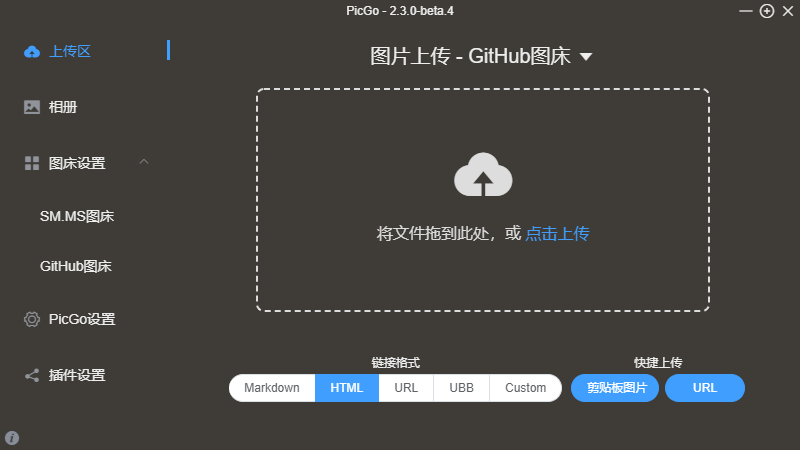 PicGo - 2.3.0-beta.4
上传区
相册
图床设置
SM.MS图床
GitHub图床
PicGo设置
插件设置
图片上传 - GitHub图床
将文件拖到此处，或 点击上传
链接格式
Markdown HTML URL UBB Custom
快捷上传
剪贴板图片 URL